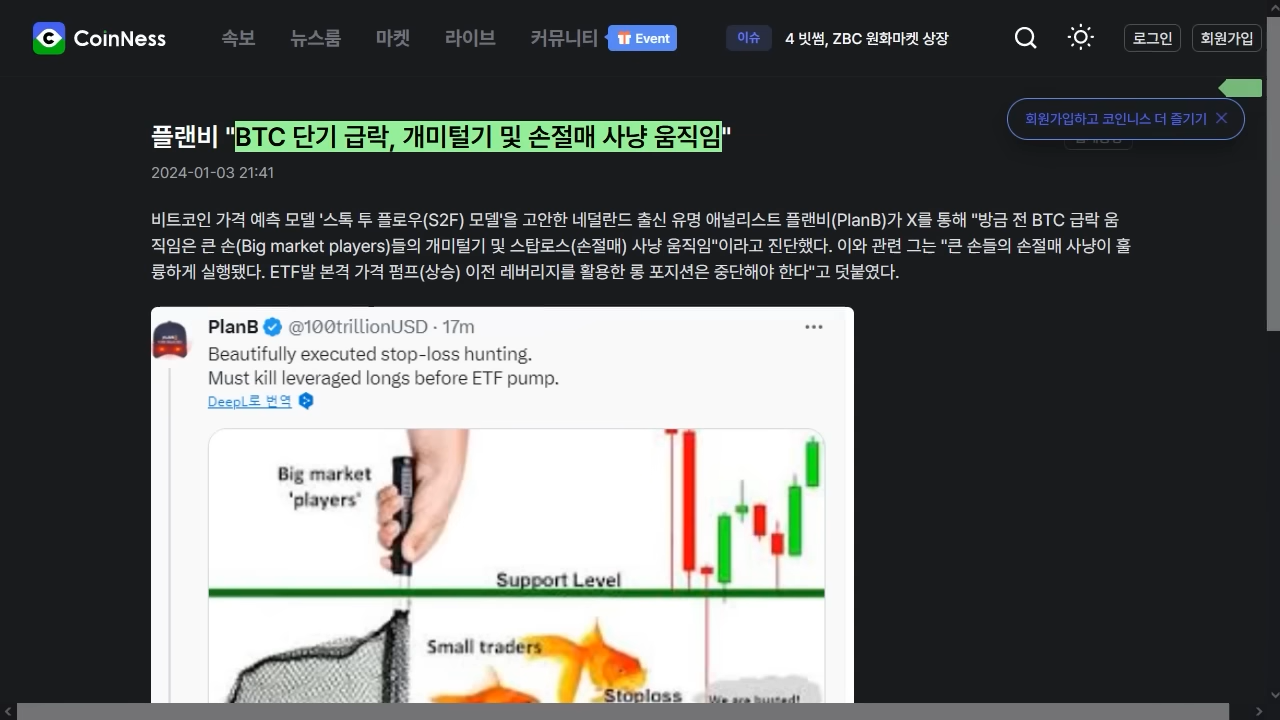 CoinNess
속보
뉴스룸
마켓
라이브
커뮤니티
Event
이슈
4 빗썸, ZBC 원화마켓 상장
로그인
회원가입
회원가입하고 코인니스 더 즐기기
플랜비 "BTC 단기 급락, 개미털기 및 손절매 사냥 움직임"
2024-01-03 21:41
비트코인 가격 예측 모델 '스톡 투 플로우(S2F) 모델'을 고안한 네덜란드 출신 유명 애널리스트 플랜비(PlanB)가 X를 통해 "방금 전 BTC 급락 움
직임은 큰 손(Big market players)들의 개미털기 및 스탑로스(손절매) 사냥 움직임"이라고 진단했다. 이와 관련 그는 "큰 손들의 손절매 사냥이 훌
륭하게 실행됐다. ETF발 본격 가격 펌프(상승) 이전 레버리지를 활용한 롱 포지션은 중단해야 한다"고 덧붙였다.
PlanB @100trillionUSD · 17m
Beautifully executed stop-loss hunting.
Must kill leveraged longs before ETF pump.
DeepL로 번역
Big market
'players'
Support Level
Small traders
Stoploss
We are busted!